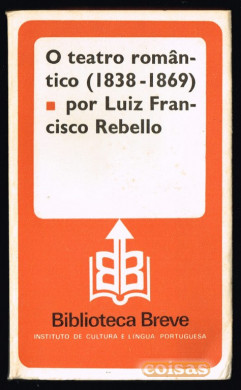 O teatro român-
tico (1838-1869)
▪ por Luiz Fran-
cisco Rebello
Biblioteca Breve
INSTITUTO DE CULTURA E LÍNGUA PORTUGUESA
coisas